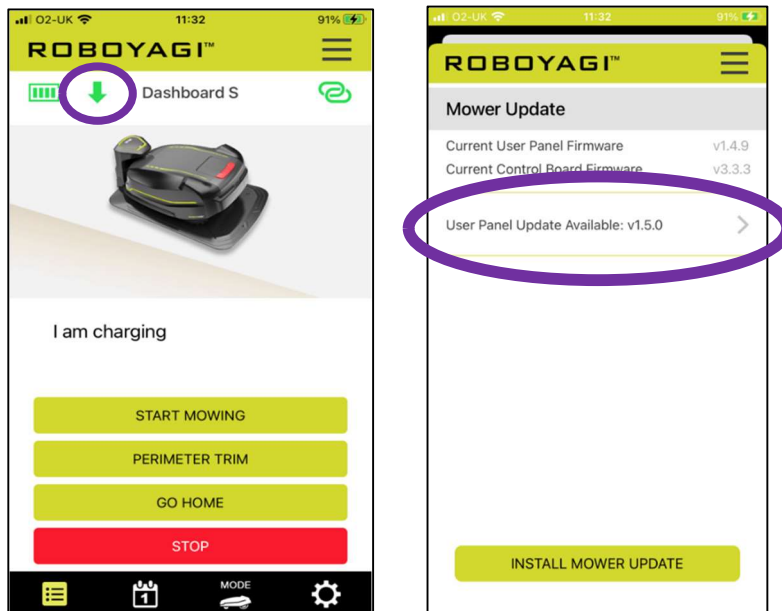 O2-UK 11:32 91%
ROBOYAGI™
Dashboard S
I am charging
START MOWING
PERIMETER TRIM
GO HOME
STOP
1
MODE
O2-UK 11:32 91%
ROBOYAGI™
Mower Update
Current User Panel Firmware v1.4.9
Current Control Board Firmware v3.3.3
User Panel Update Available: v1.5.0
INSTALL MOWER UPDATE